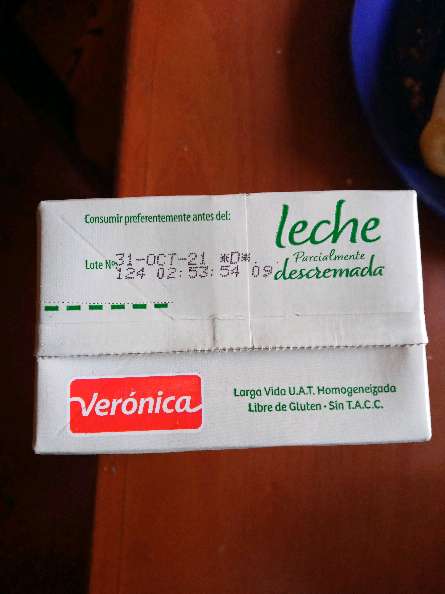 Consumir preferentemente antes del:
31-OCT-21 *D*.
Lote Nº 124 02:53:54 09.
leche
Parcialmente
descremada
Verónica
Larga Vida U.A.T. Homogeneizada
Libre de Gluten • Sin T.A.C.C.